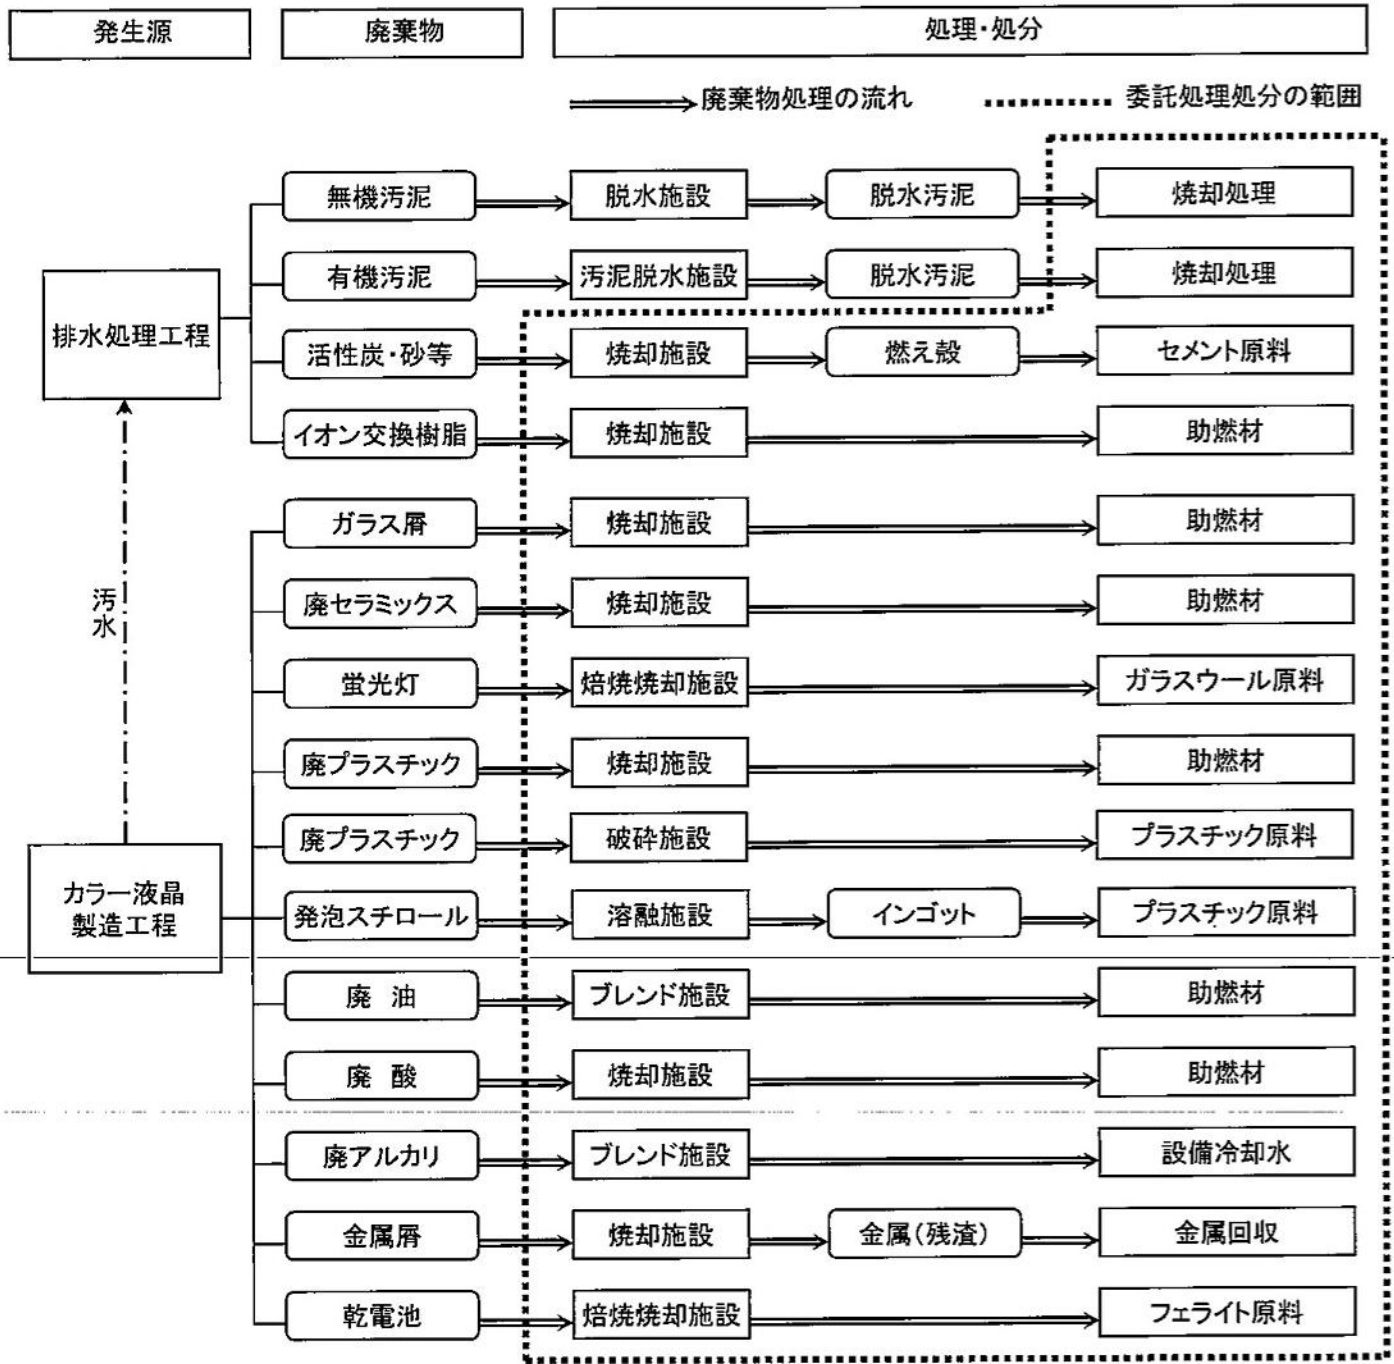 発生源
廃棄物
処理・処分
廃棄物処理の流れ
委託処理処分の範囲
無機汚泥
脱水施設
脱水汚泥
焼却処理
有機汚泥
汚泥脱水施設
脱水汚泥
焼却処理
排水処理工程
活性炭・砂等
焼却施設
燃え殻
セメント原料
イオン交換樹脂
焼却施設
助燃材
ガラス屑
焼却施設
助燃材
汚水
廃セラミックス
焼却施設
助燃材
蛍光灯
焙焼焼却施設
ガラスウール原料
廃プラスチック
焼却施設
助燃材
廃プラスチック
破砕施設
プラスチック原料
カラー液晶
製造工程
発泡スチロール
溶融施設
インゴット
プラスチック原料
廃 油
ブレンド施設
助燃材
廃 酸
焼却施設
助燃材
廃アルカリ
ブレンド施設
設備冷却水
金属屑
焼却施設
金属(残渣)
金属回収
乾電池
焙焼焼却施設
フェライト原料